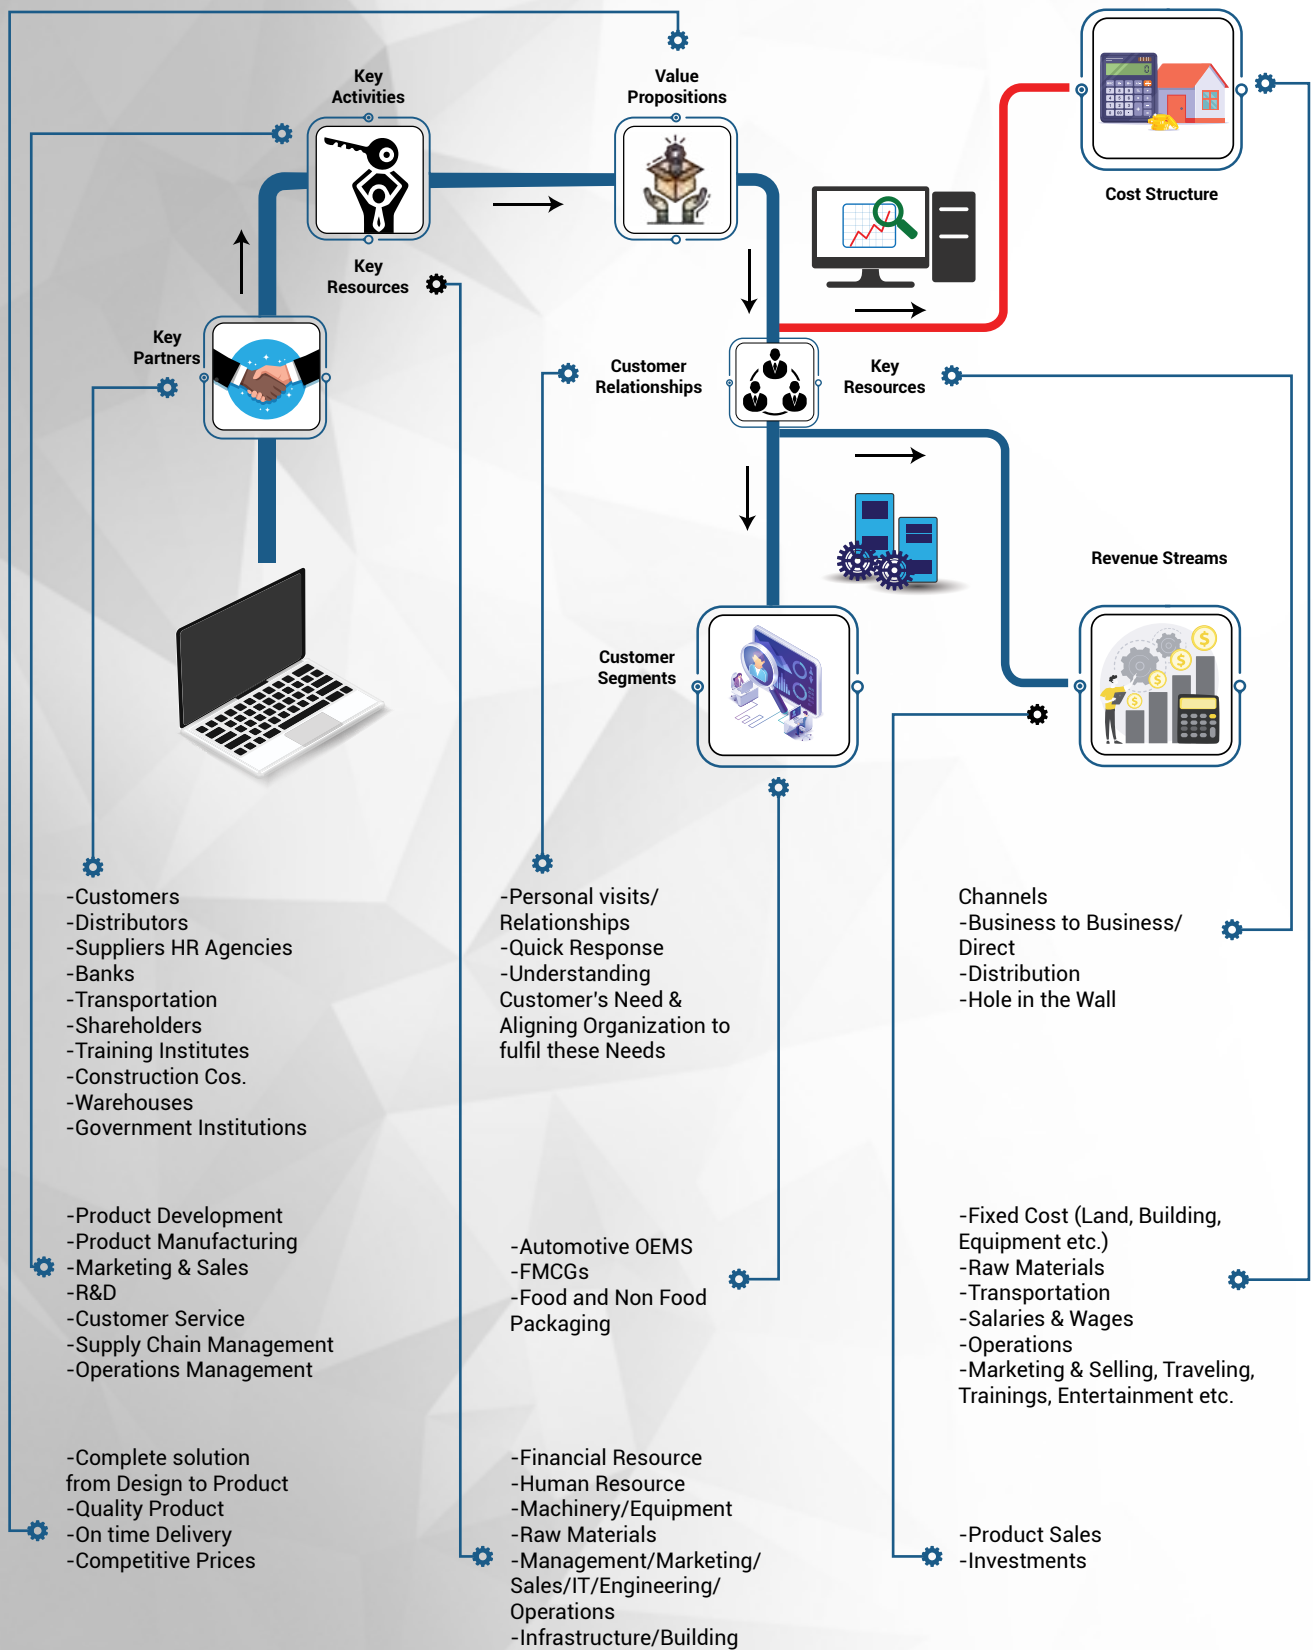 Key
Activities
Value
Propositions
Cost Structure
Key
Resources
Key
Partners
Customer
Relationships
Key
Resources
Revenue Streams
Customer
Segments
-Customers
-Distributors
-Suppliers HR Agencies
-Banks
-Transportation
-Shareholders
-Training Institutes
-Construction Cos.
-Warehouses
-Government Institutions
-Personal visits/
Relationships
-Quick Response
-Understanding
Customer's Need &
Aligning Organization to
fulfil these Needs
Channels
-Business to Business/
Direct
-Distribution
-Hole in the Wall
-Product Development
-Product Manufacturing
-Marketing & Sales
-R&D
-Customer Service
-Supply Chain Management
-Operations Management
-Automotive OEMS
-FMCGs
-Food and Non Food
Packaging
-Fixed Cost (Land, Building,
Equipment etc.)
-Raw Materials
-Transportation
-Salaries & Wages
-Operations
-Marketing & Selling, Traveling,
Trainings, Entertainment etc.
-Complete solution
from Design to Product
-Quality Product
-On time Delivery
-Competitive Prices
-Financial Resource
-Human Resource
-Machinery/Equipment
-Raw Materials
-Management/Marketing/
Sales/IT/Engineering/
Operations
-Infrastructure/Building
-Product Sales
-Investments